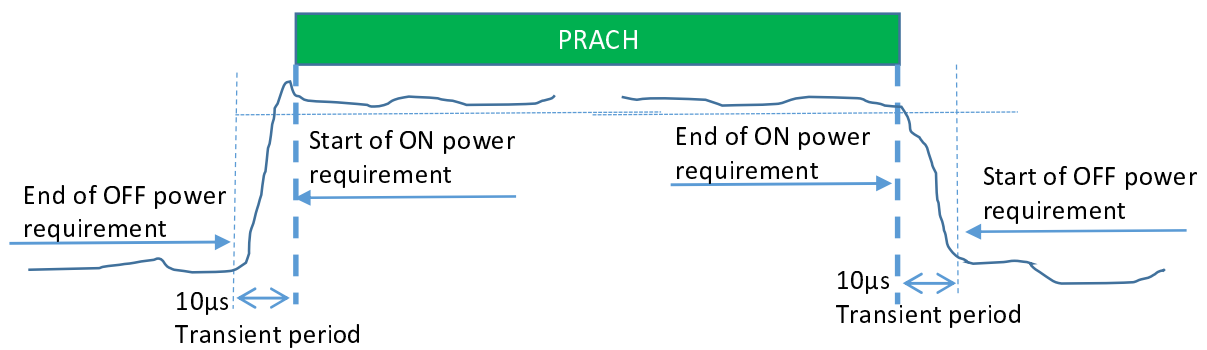 PRACH
Start of ON power
requirement
End of ON power
requirement
End of OFF power
requirement
Start of OFF power
requirement
10µs
Transient period
10µs
Transient period